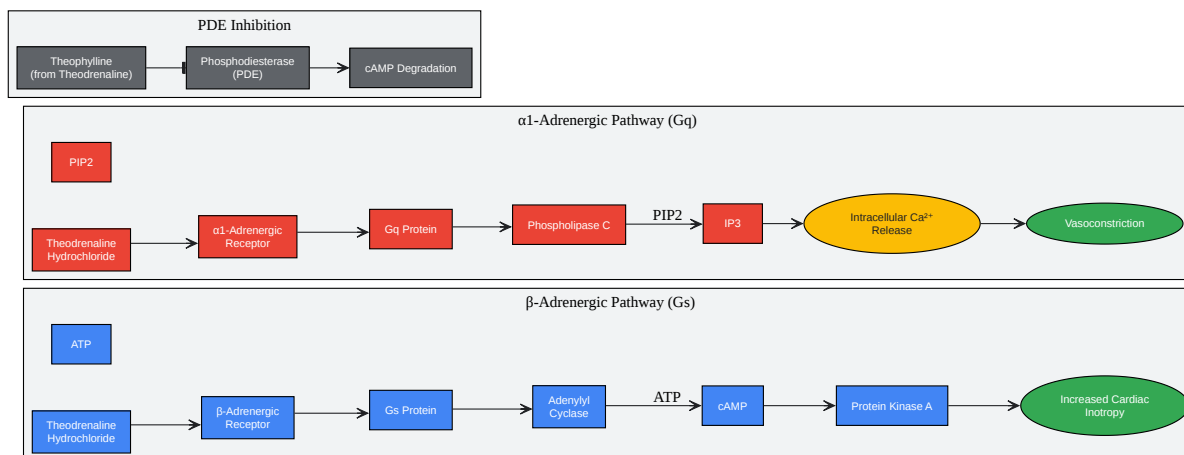 PDE Inhibition
Theophylline
(from Theodrenaline)
Phosphodiesterase
(PDE)
cAMP Degradation
α1-Adrenergic Pathway (Gq)
PIP2
Theodrenaline
Hydrochloride
α1-Adrenergic
Receptor
Gq Protein
Phospholipase C
PIP2
IP3
Intracellular Ca²⁺
Release
Vasoconstriction
β-Adrenergic Pathway (Gs)
ATP
Theodrenaline
Hydrochloride
β-Adrenergic
Receptor
Gs Protein
Adenylyl
Cyclase
ATP
cAMP
Protein Kinase A
Increased Cardiac
Inotropy